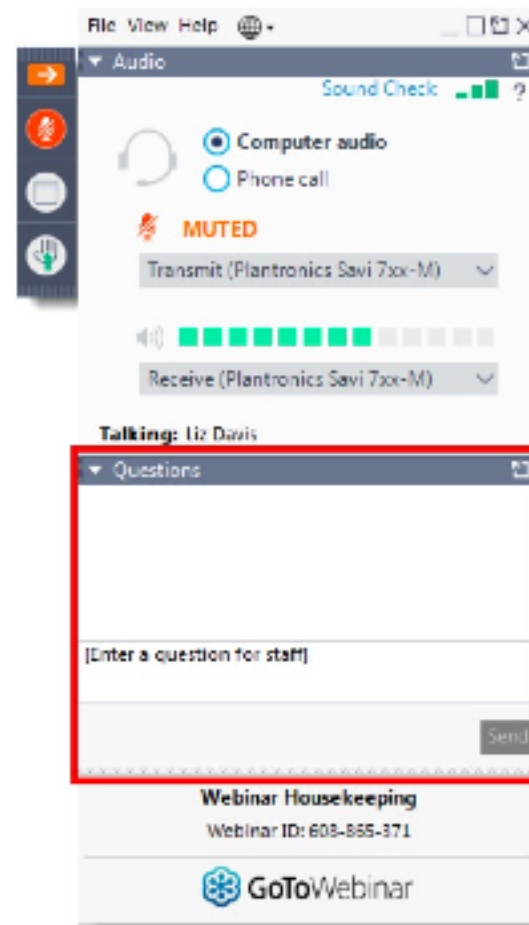 File View Help
Audio
Sound Check ?
Computer audio
Phone call
MUTED
Transmit (Plantronics Savi 7xx-M)
Receive (Plantronics Savi 7xx-M)
Talking: Liz Davis
Questions
[Enter a question for staff]
Send
Webinar Housekeeping
Webinar ID: 608-865-371
GoToWebinar